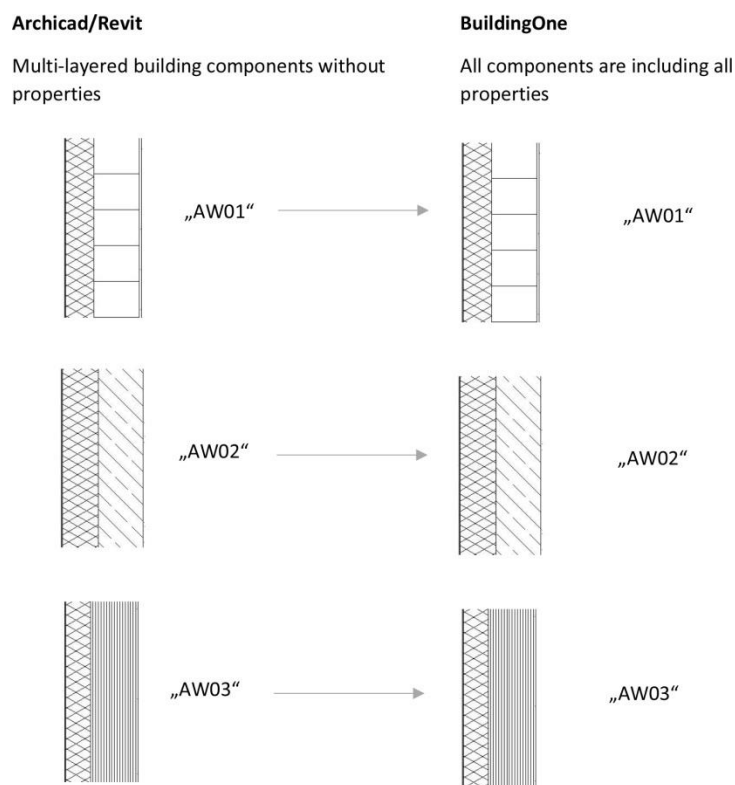 Archicad/Revit
BuildingOne
Multi-layered building components without
properties
All components are including all
properties
„AW01“
„AW01“
„AW02“
„AW02“
„AW03“
„AW03“